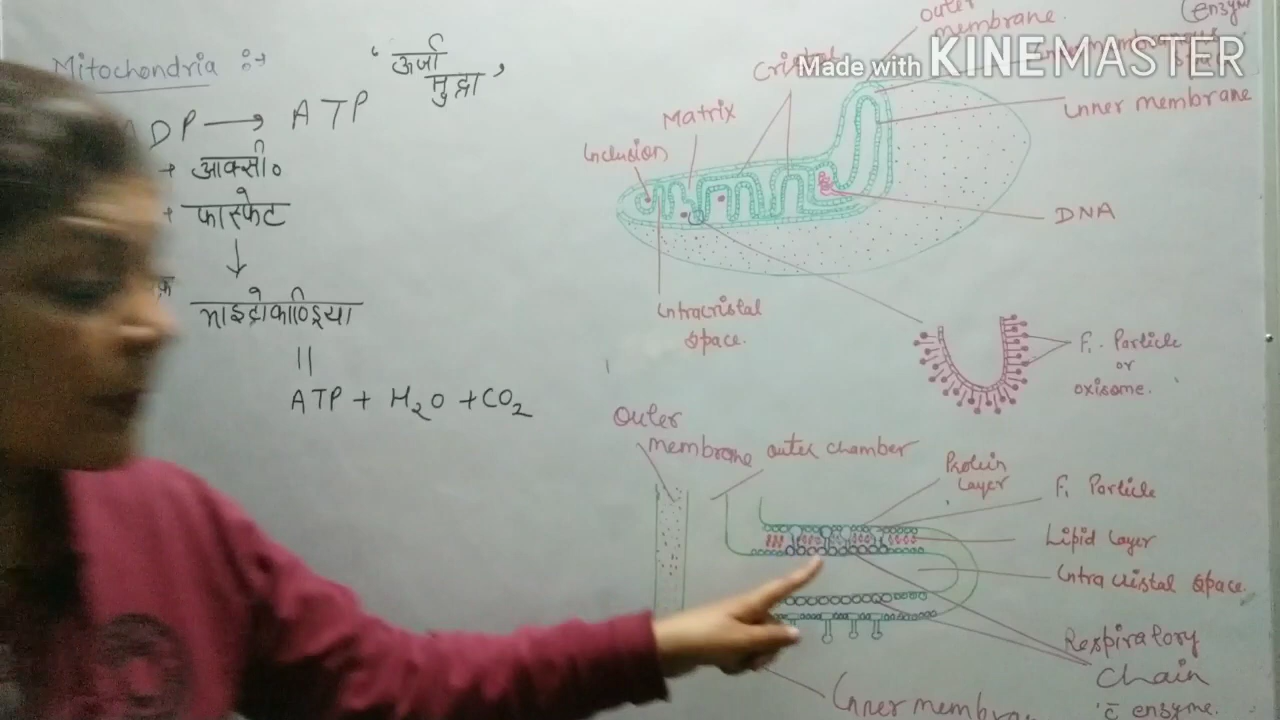 Mitochondria :-
‘ऊर्जा
मुद्रा’
ADP → ATP
+ आक्सी०
+ फास्फेट
↓
माइट्रोकाण्ड्रिया
||
ATP + H₂O + CO₂
outer
membrane.
(enzym
Made with KINEMASTER
inner membrane
Matrix
Inclusion
DNA
Intracristal
space.
F₁ Particle
or
oxisome.
Outer
membrane
outer chamber
Protein
Layer
F₁ Particle
Lipid layer
Intra cristal space.
Respiratory
Chain
c̄ enzyme.
Inner membran